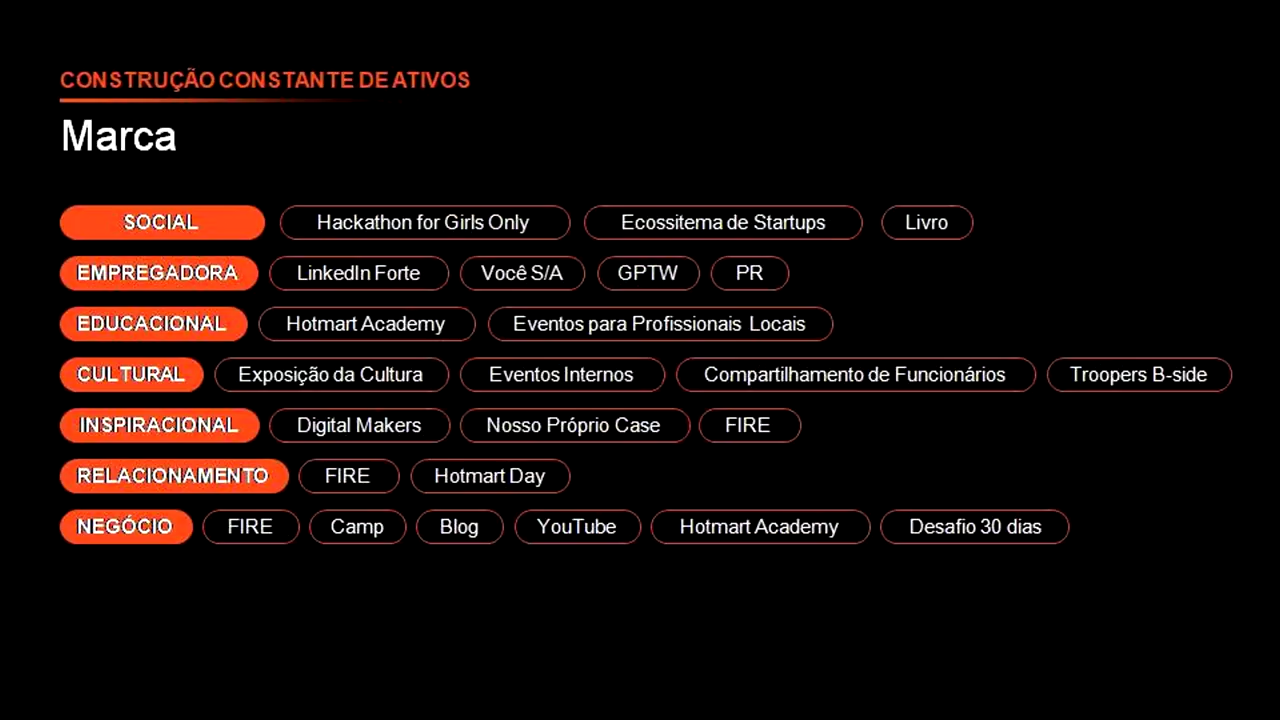 CONSTRUÇÃO CONSTANTE DE ATIVOS
Marca
SOCIAL Hackathon for Girls Only Ecossitema de Startups Livro
EMPREGADORA LinkedIn Forte Você S/A GPTW PR
EDUCACIONAL Hotmart Academy Eventos para Profissionais Locais
CULTURAL Exposição da Cultura Eventos Internos Compartilhamento de Funcionários Troopers B-side
INSPIRACIONAL Digital Makers Nosso Próprio Case FIRE
RELACIONAMENTO FIRE Hotmart Day
NEGÓCIO FIRE Camp Blog YouTube Hotmart Academy Desafio 30 dias